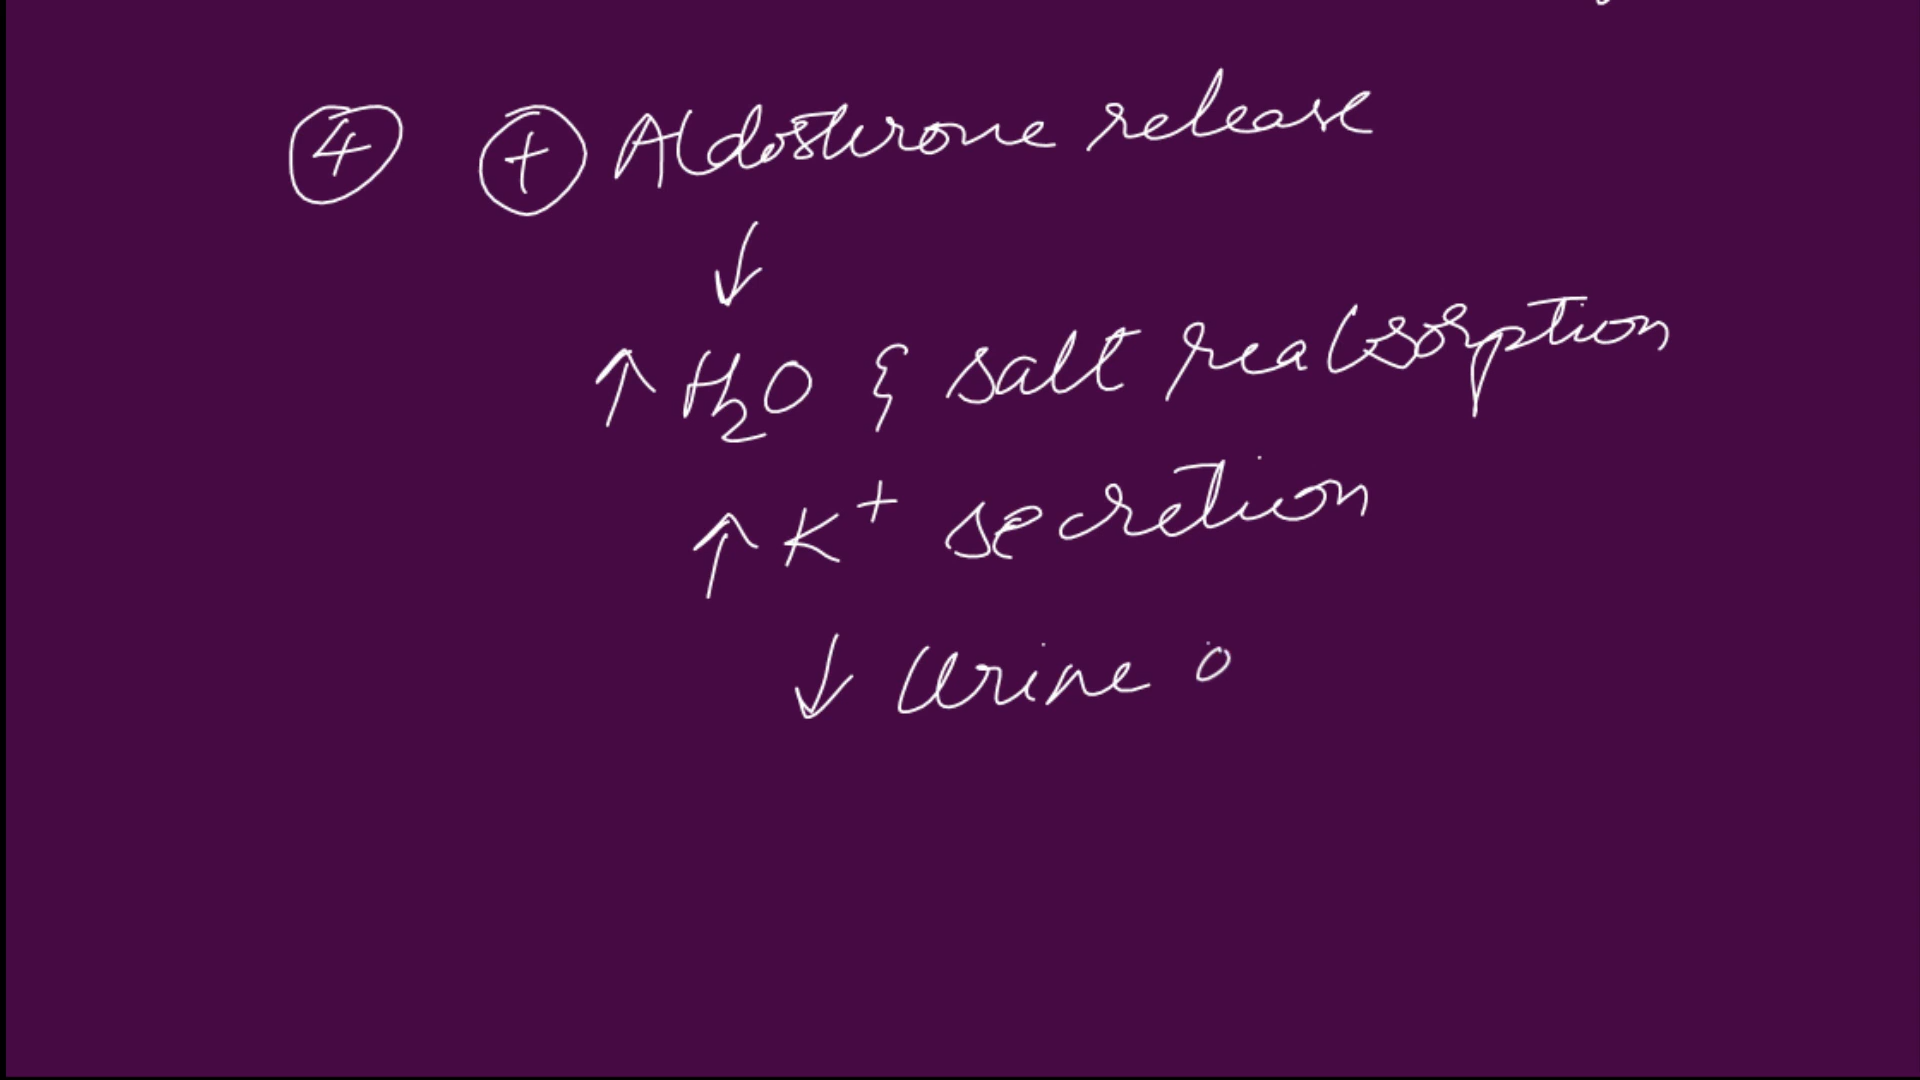 ④ ⊕ Aldosterone release
↓
↑ H₂O & salt reabsorption
↑ K⁺ secretion
↓ Urine o